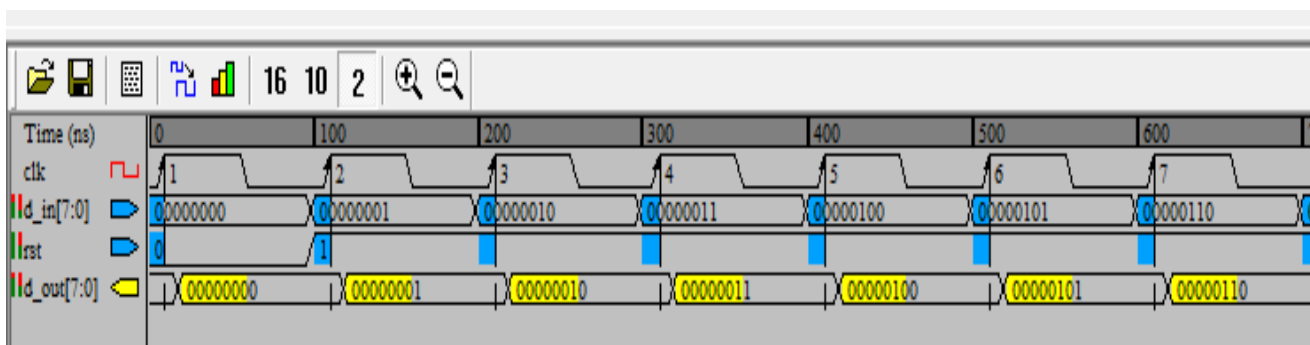 16 10 2
Time (ns) 0 100 200 300 400 500 600
clk 1 2 3 4 5 6 7
d_in[7:0] 00000000 00000001 00000010 00000011 00000100 00000101 00000110
rst 0 1
d_out[7:0] 00000000 00000001 00000010 00000011 00000100 00000101 00000110